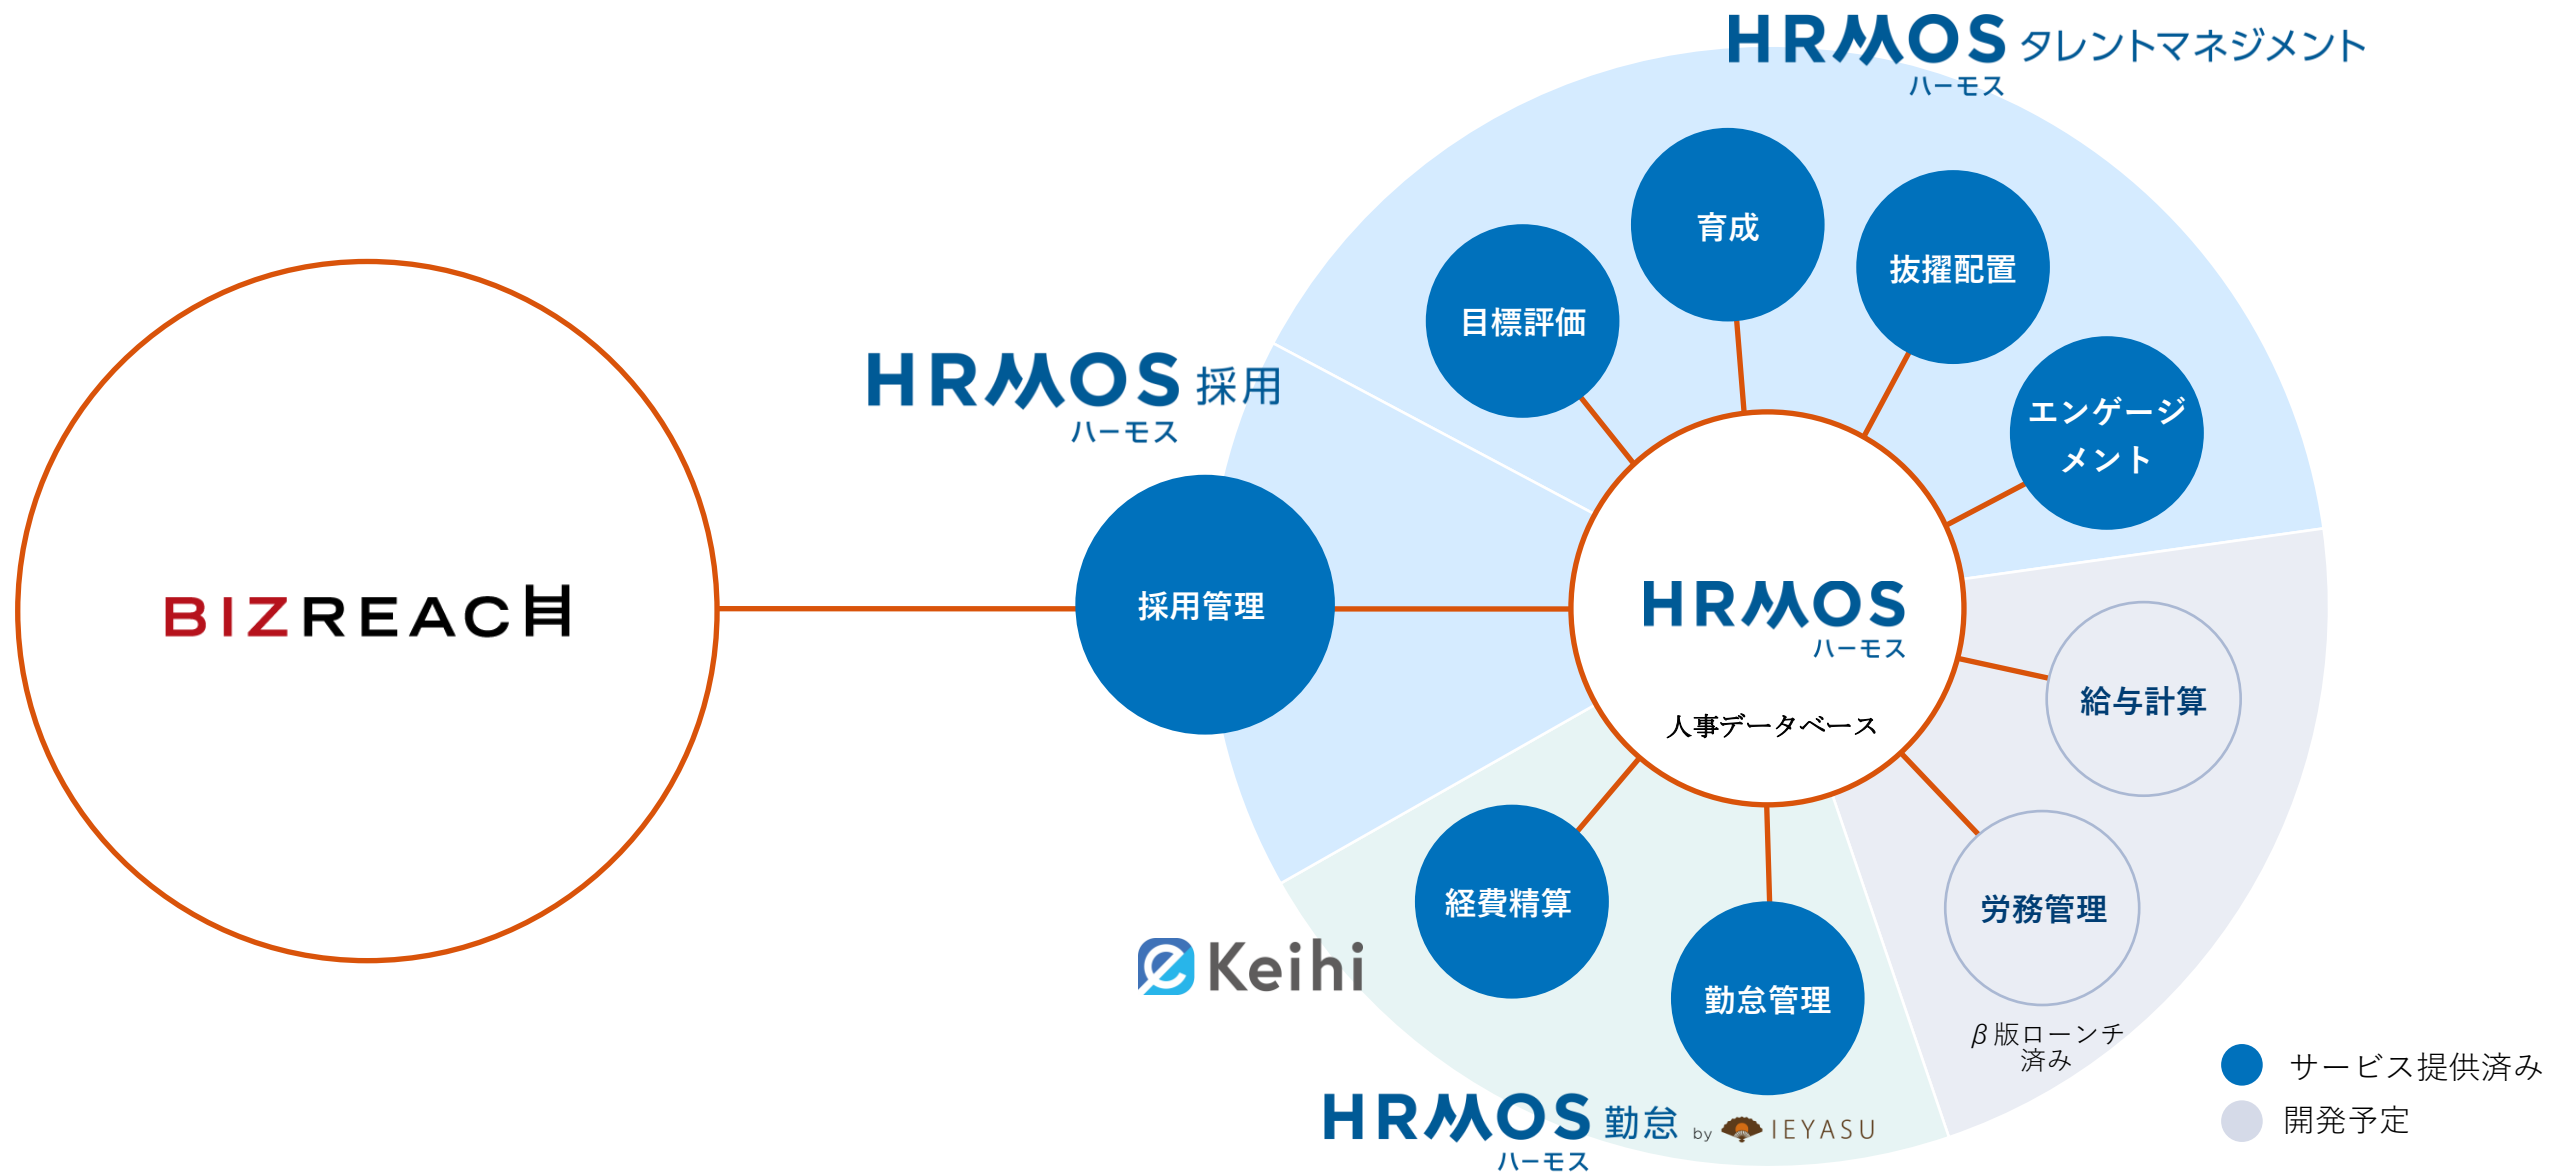 HRMOS タレントマネジメント
ハーモス
育成
抜擢配置
目標評価
HRMOS 採用
ハーモス
エンゲージ
メント
BIZREACH
採用管理
HRMOS
ハーモス
人事データベース
給与計算
経費精算
労務管理
Keihi
勤怠管理
β版ローンチ
済み
サービス提供済み
開発予定
HRMOS 勤怠 by IEYASU
ハーモス